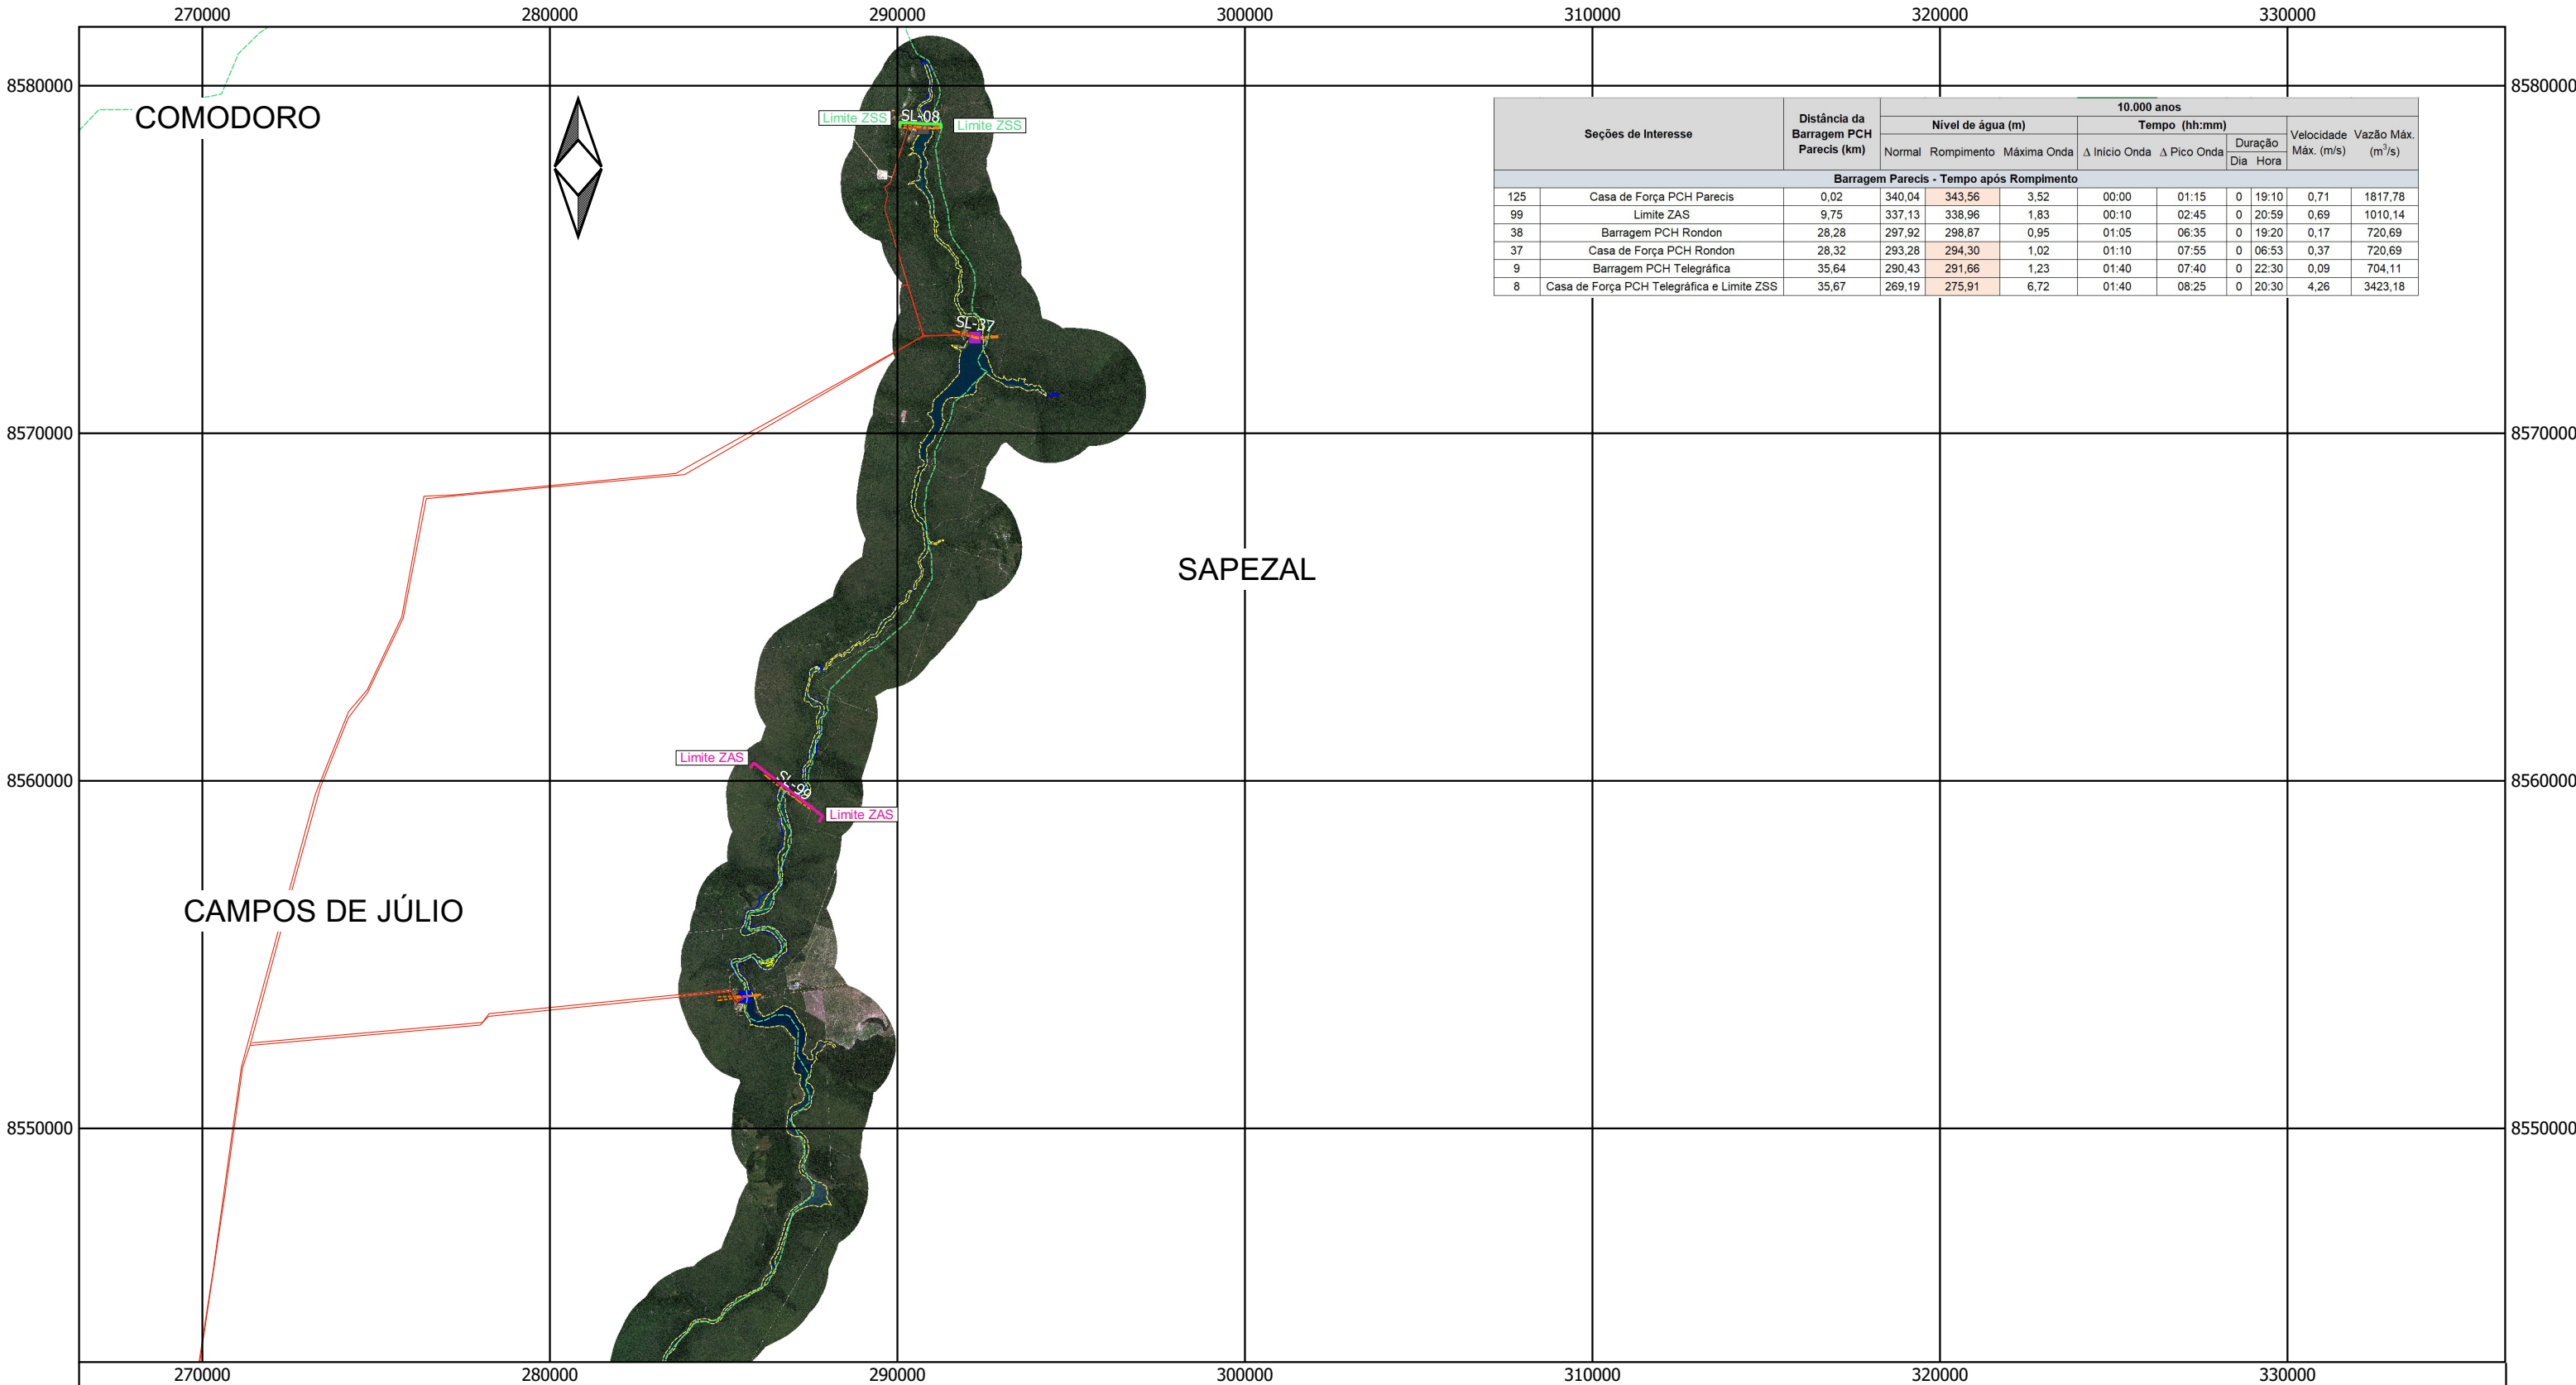 270000 280000 290000 300000 310000 320000 330000
8580000 8580000
COMODORO
Limite ZSS SL-08 Limite ZSS
Seções de Interesse Distância da Barragem PCH Parecis (km) 10.000 anos
Nível de água (m) Tempo (hh:mm) Velocidade Máx. (m/s) Vazão Máx. (m³/s)
Normal Rompimento Máxima Onda Δ Início Onda Δ Pico Onda Duração
Dia Hora
Barragem Parecis - Tempo após Rompimento
125 Casa de Força PCH Parecis 0,02 340,04 343,56 3,52 00:00 01:15 0 19:10 0,71 1817,78
99 Limite ZAS 9,75 337,13 338,96 1,83 00:10 02:45 0 20:59 0,69 1010,14
38 Barragem PCH Rondon 28,28 297,92 298,87 0,95 01:05 06:35 0 19:20 0,17 720,69
37 Casa de Força PCH Rondon 28,32 293,28 294,30 1,02 01:10 07:55 0 06:53 0,37 720,69
9 Barragem PCH Telegráfica 35,64 290,43 291,66 1,23 01:40 07:40 0 22:30 0,09 704,11
8 Casa de Força PCH Telegráfica e Limite ZSS 35,67 269,19 275,91 6,72 01:40 08:25 0 20:30 4,26 3423,18
SL-37
8570000 8570000
SAPEZAL
Limite ZAS
SL-99
8560000 8560000
Limite ZAS
CAMPOS DE JÚLIO
8550000 8550000
270000 280000 290000 300000 310000 320000 330000